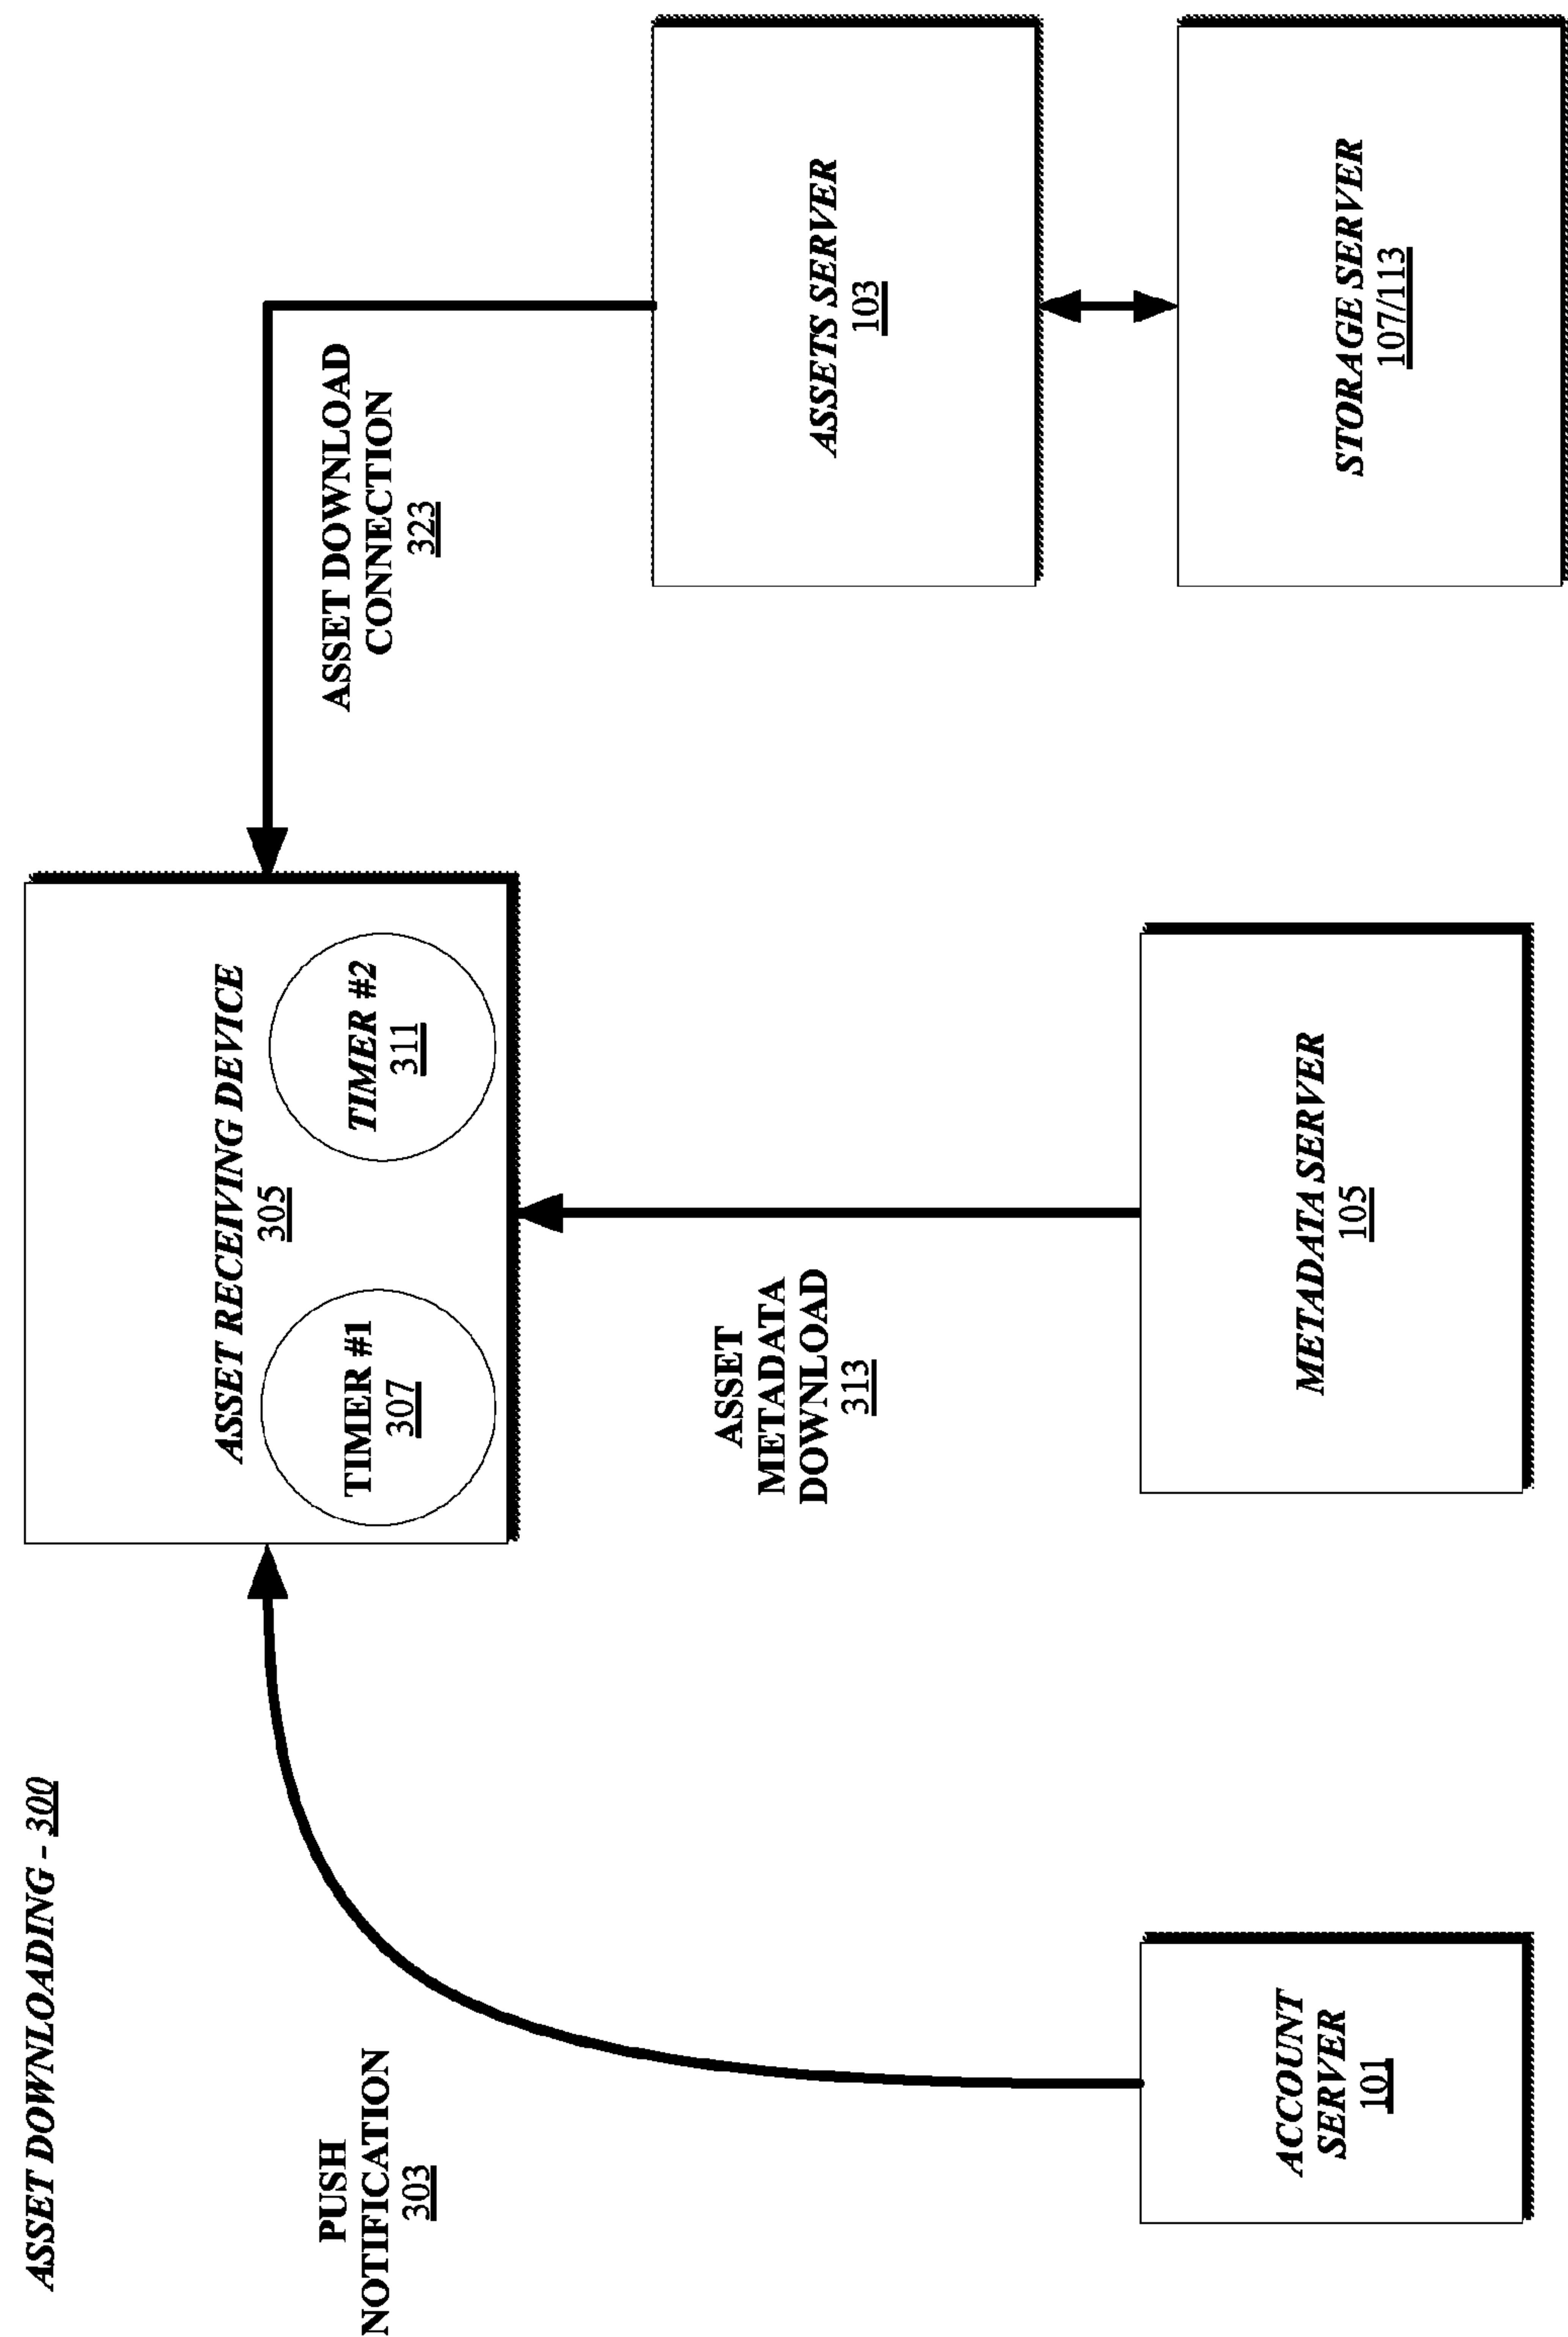 ASSET DOWNLOADING - 300
PUSH
NOTIFICATION
303
ASSET RECEIVING DEVICE
305
TIMER #1
307
TIMER #2
311
ASSET DOWNLOAD
CONNECTION
323
ASSET
METADATA
DOWNLOAD
313
ACCOUNT
SERVER
101
METADATA SERVER
105
ASSETS SERVER
103
STORAGE SERVER
107/113